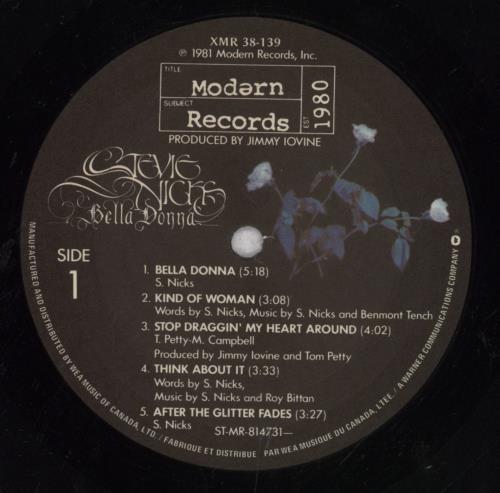 XMR 38-139
℗ 1981 Modern Records, Inc.
TITLE
Modərn
SUBJECT
Records
EST 1980
PRODUCED BY JIMMY IOVINE
STEVIE
NICKS
Bella Donna
SIDE
1
1. BELLA DONNA (5:18)
S. Nicks
2. KIND OF WOMAN (3:08)
Words by S. Nicks, Music by S. Nicks and Benmont Tench
3. STOP DRAGGIN' MY HEART AROUND (4:02)
T. Petty-M. Campbell
Produced by Jimmy Iovine and Tom Petty
4. THINK ABOUT IT (3:33)
Words by S. Nicks,
Music by S. Nicks and Roy Bittan
5. AFTER THE GLITTER FADES (3:27)
S. Nicks
ST-MR-814731—
MANUFACTURED AND DISTRIBUTED BY WEA MUSIC OF CANADA, LTD. / FABRIQUE ET DISTRIBUE PAR WEA MUSIQUE DU CANADA, LTEE. / A WARNER COMMUNICATIONS COMPANY